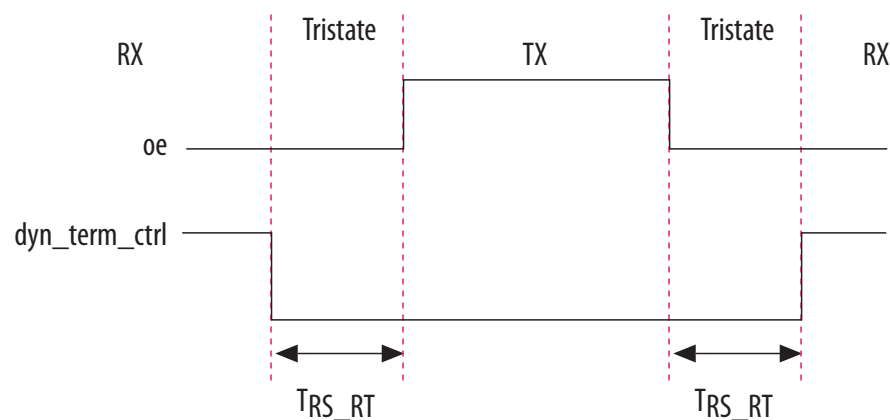 Tristate
Tristate
RX
TX
RX
oe
dyn_term_ctrl
TRS_RT
TRS_RT